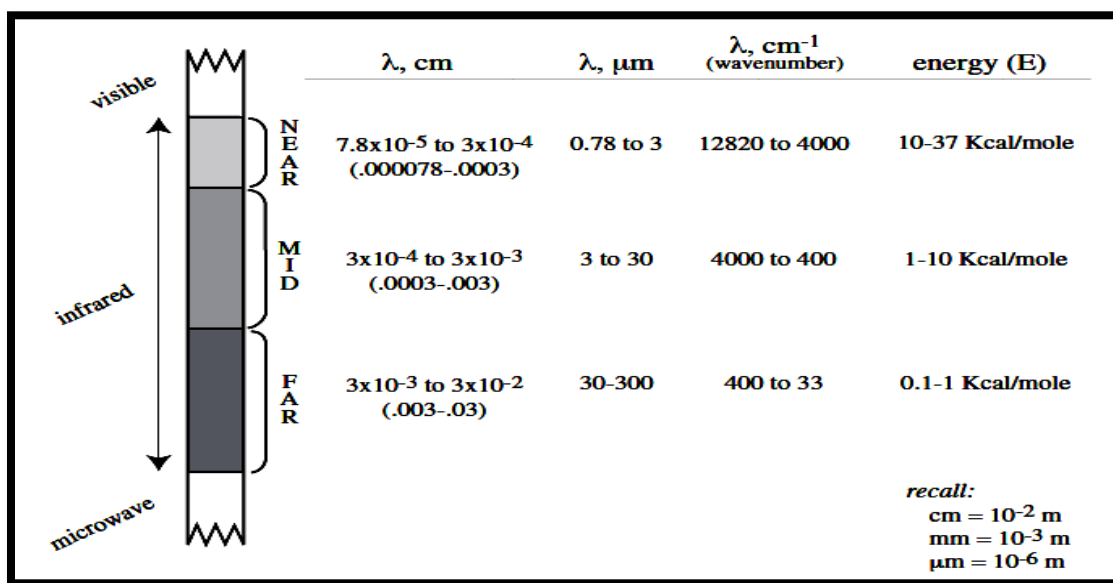 λ, cm λ, μm λ, cm-1 energy (E)
(wavenumber)
visible
NEAR 7.8x10-5 to 3x10-4 0.78 to 3 12820 to 4000 10-37 Kcal/mole
(.000078-.0003)
infrared
MID 3x10-4 to 3x10-3 3 to 30 4000 to 400 1-10 Kcal/mole
(.0003-.003)
FAR 3x10-3 to 3x10-2 30-300 400 to 33 0.1-1 Kcal/mole
(.003-.03)
microwave
recall:
cm = 10-2 m
mm = 10-3 m
μm = 10-6 m